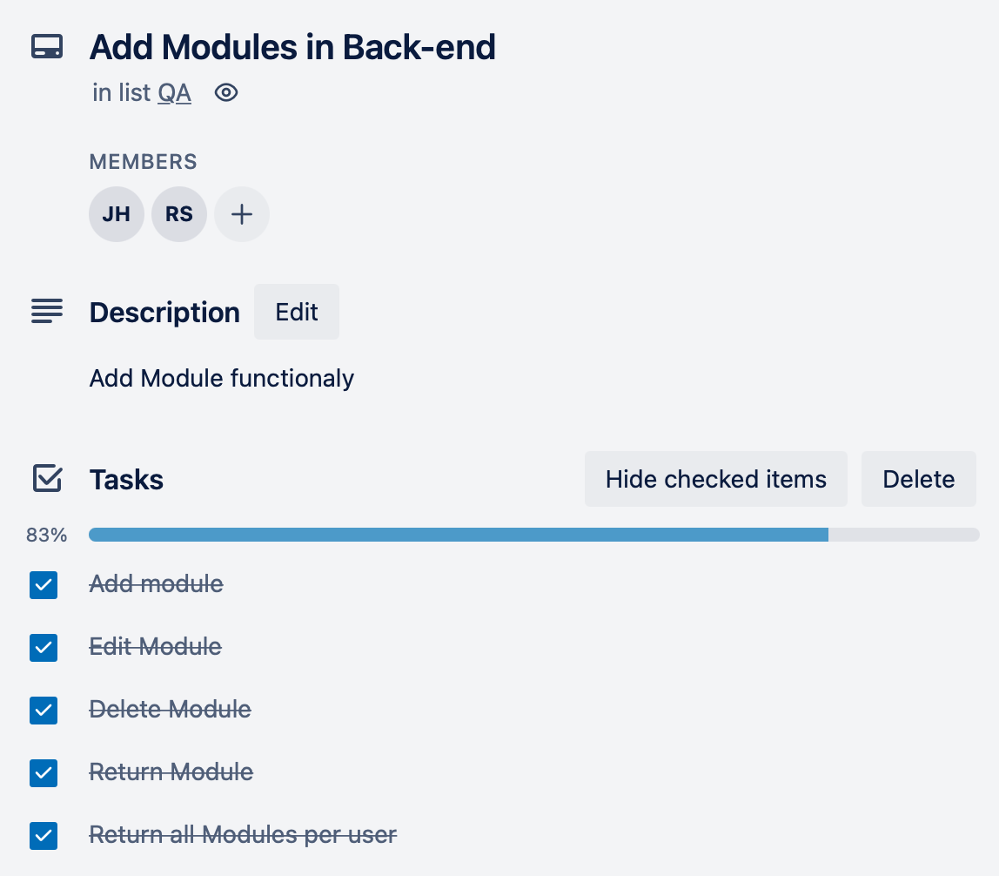 Add Modules in Back-end
in list QA
MEMBERS
JH RS
Description Edit
Add Module functionaly
Tasks Hide checked items Delete
83%
Add module
Edit Module
Delete Module
Return Module
Return all Modules per user